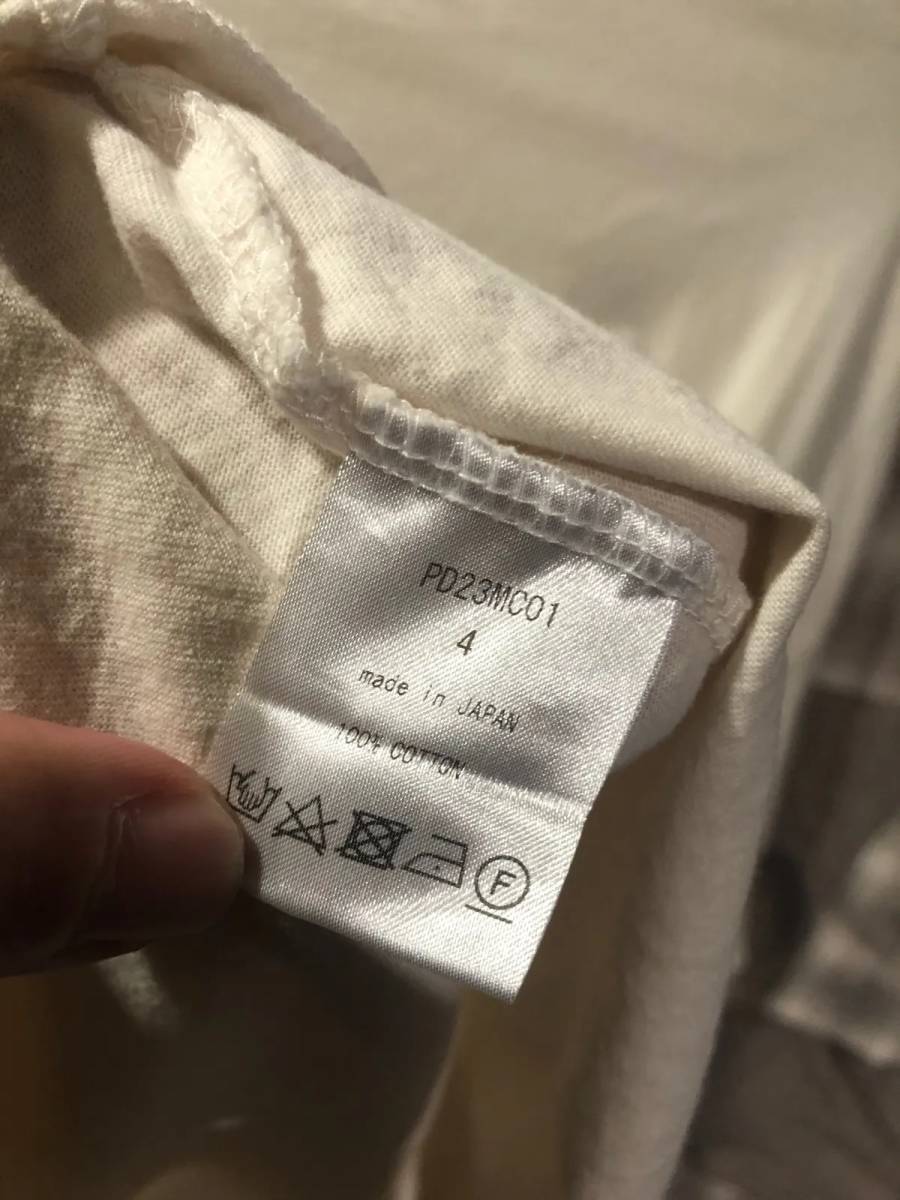 PD23MC01
4
made in JAPAN
100% COTTON
F